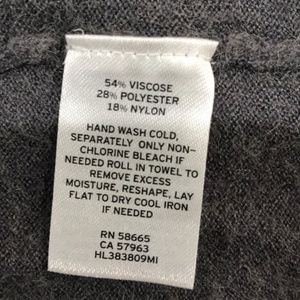 54% VISCOSE
28% POLYESTER
18% NYLON
HAND WASH COLD,
SEPARATELY ONLY NON-
CHLORINE BLEACH IF
NEEDED ROLL IN TOWEL TO
REMOVE EXCESS
MOISTURE, RESHAPE, LAY
FLAT TO DRY COOL IRON
IF NEEDED
RN 58665
CA 57963
HL383809MI